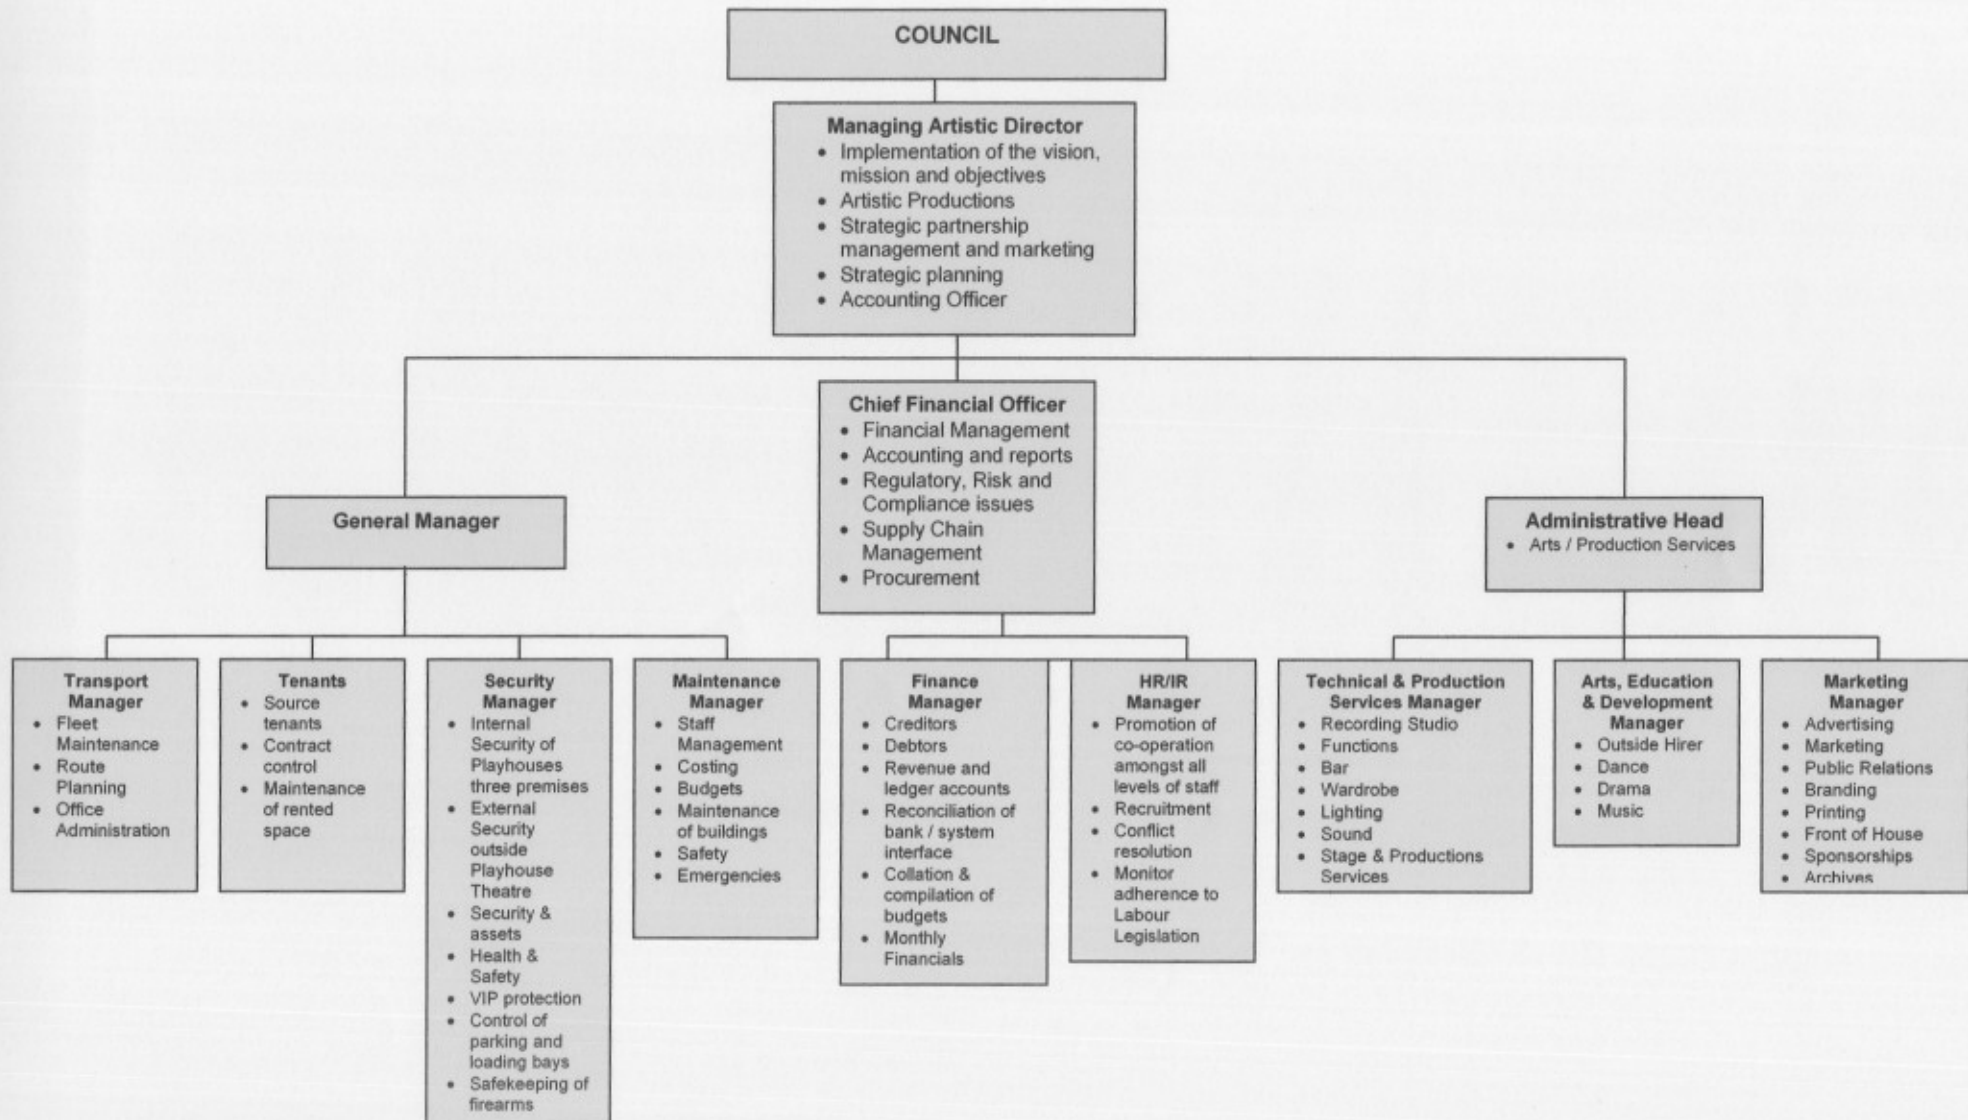 COUNCIL
Managing Artistic Director
• Implementation of the vision,
mission and objectives
• Artistic Productions
• Strategic partnership
management and marketing
• Strategic planning
• Accounting Officer
Chief Financial Officer
• Financial Management
• Accounting and reports
• Regulatory, Risk and
Compliance issues
• Supply Chain
Management
• Procurement
General Manager
Administrative Head
• Arts / Production Services
Transport
Manager
• Fleet
Maintenance
• Route
Planning
• Office
Administration
Tenants
• Source
tenants
• Contract
control
• Maintenance
of rented
space
Security
Manager
• Internal
Security of
Playhouses
three premises
• External
Security
outside
Playhouse
Theatre
• Security &
assets
• Health &
Safety
• VIP protection
• Control of
parking and
loading bays
• Safekeeping of
firearms
Maintenance
Manager
• Staff
Management
• Costing
• Budgets
• Maintenance
of buildings
• Safety
• Emergencies
Finance
Manager
• Creditors
• Debtors
• Revenue and
ledger accounts
• Reconciliation of
bank / system
interface
• Collation &
compilation of
budgets
• Monthly
Financials
HR/IR
Manager
• Promotion of
co-operation
amongst all
levels of staff
• Recruitment
• Conflict
resolution
• Monitor
adherence to
Labour
Legislation
Technical & Production
Services Manager
• Recording Studio
• Functions
• Bar
• Wardrobe
• Lighting
• Sound
• Stage & Productions
Services
Arts, Education
& Development
Manager
• Outside Hirer
• Dance
• Drama
• Music
Marketing
Manager
• Advertising
• Marketing
• Public Relations
• Branding
• Printing
• Front of House
• Sponsorships
• Archives